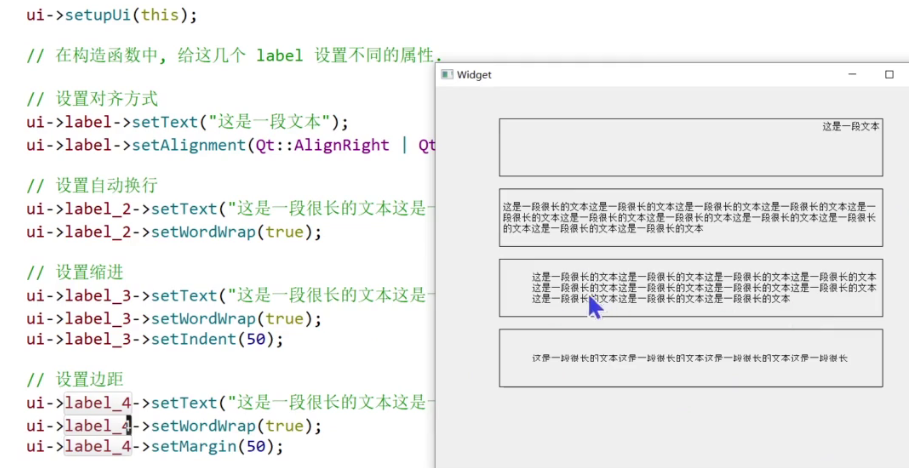 ui->setupUi(this);
// 在构造函数中, 给这几个 label 设置不同的属性.
// 设置对齐方式
ui->label->setText("这是一段文本");
ui->label->setAlignment(Qt::AlignRight | Qt
// 设置自动换行
ui->label_2->setText("这是一段很长的文本这是一
ui->label_2->setWordWrap(true);
// 设置缩进
ui->label_3->setText("这是一段很长的文本这是一
ui->label_3->setWordWrap(true);
ui->label_3->setIndent(50);
// 设置边距
ui->label_4->setText("这是一段很长的文本这是一
ui->label_4->setWordWrap(true);
ui->label_4->setMargin(50);
Widget
这是一段文本
这是一段很长的文本这是一段很长的文本这是一段很长的文本这是一段很长的文本这是一
段很长的文本这是一段很长的文本这是一段很长的文本这是一段很长的文本这是一段很长
的文本这是一段很长的文本这是一段很长的文本
这是一段很长的文本这是一段很长的文本这是一段很长的文本这是一段很长的文本
这是一段很长的文本这是一段很长的文本这是一段很长的文本这是一段很长的文本
这是一段很长的文本这是一段很长的文本这是一段很长的文本
这是一段很长的文本这是一段很长的文本这是一段很长的文本这是一段很长